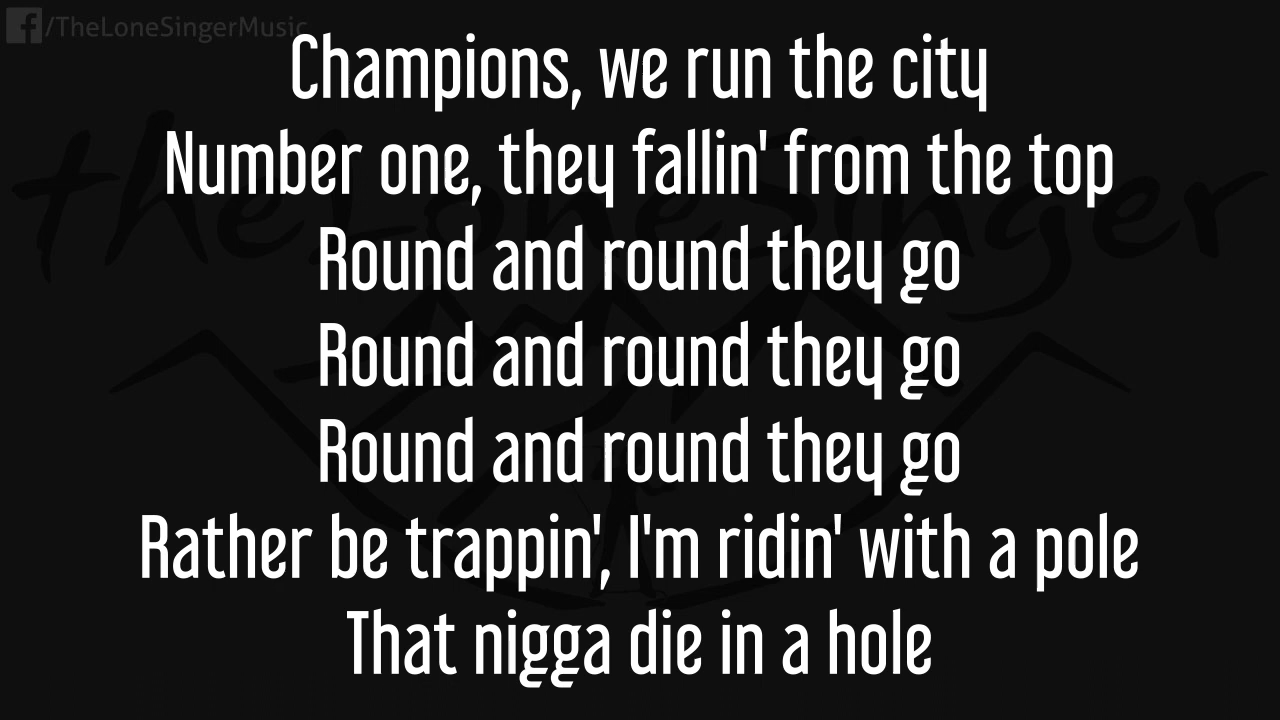 /TheLoneSingerMusic
Champions, we run the city
Number one, they fallin' from the top
Round and round they go
Round and round they go
Round and round they go
Rather be trappin', I'm ridin' with a pole
That nigga die in a hole
theLoneSinger